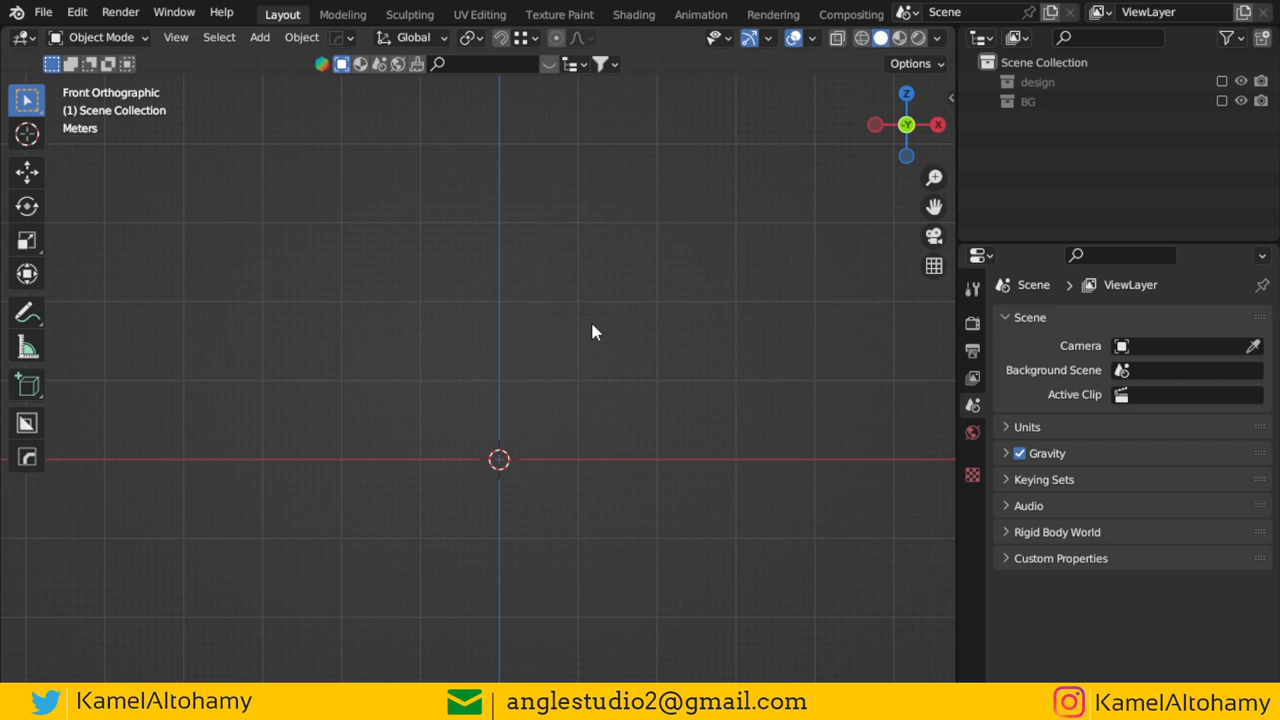 File Edit Render Window Help Layout Modeling Sculpting UV Editing Texture Paint Shading Animation Rendering Compositing Scene ViewLayer
Object Mode View Select Add Object Global
Options
Front Orthographic
(1) Scene Collection
Meters
Z
-Y
X
Scene Collection
design
BG
Scene > ViewLayer
Scene
Camera
Background Scene
Active Clip
Units
Gravity
Keying Sets
Audio
Rigid Body World
Custom Properties
KamelAltohamy anglestudio2@gmail.com KamelAltohamy